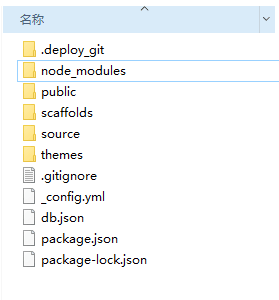 名称
.deploy_git
node_modules
public
scaffolds
source
themes
.gitignore
_config.yml
db.json
package.json
package-lock.json